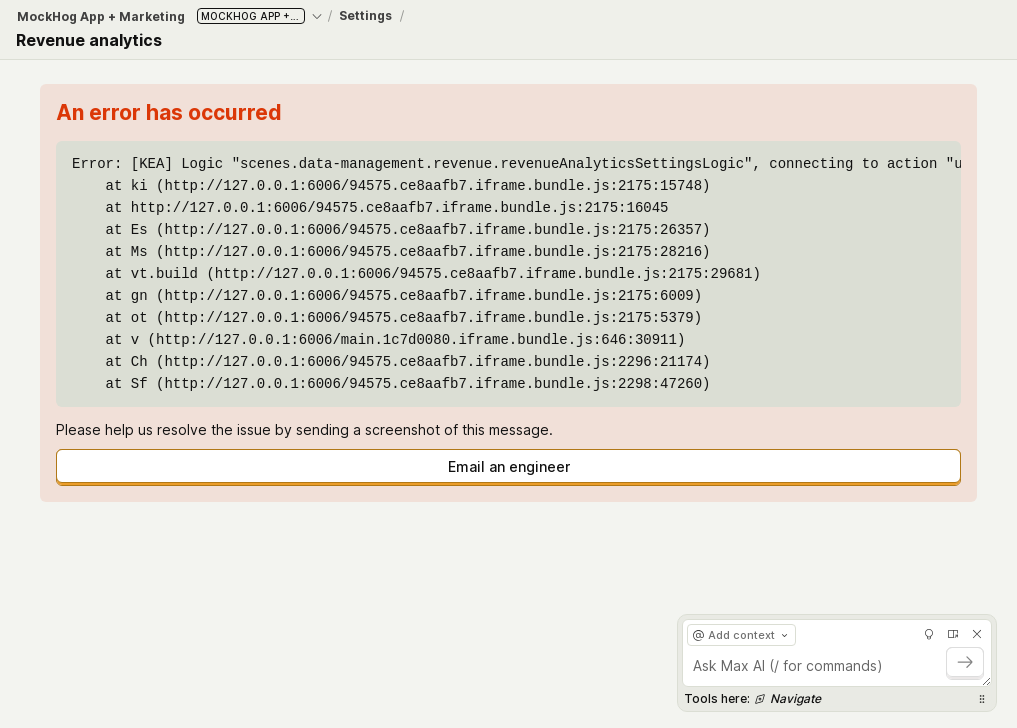 MockHog App + Marketing MOCKHOG APP +... / Settings /
Revenue analytics
An error has occurred
Error: [KEA] Logic "scenes.data-management.revenue.revenueAnalyticsSettingsLogic", connecting to action "u
at ki (http://127.0.0.1:6006/94575.ce8aafb7.iframe.bundle.js:2175:15748)
at http://127.0.0.1:6006/94575.ce8aafb7.iframe.bundle.js:2175:16045
at Es (http://127.0.0.1:6006/94575.ce8aafb7.iframe.bundle.js:2175:26357)
at Ms (http://127.0.0.1:6006/94575.ce8aafb7.iframe.bundle.js:2175:28216)
at vt.build (http://127.0.0.1:6006/94575.ce8aafb7.iframe.bundle.js:2175:29681)
at gn (http://127.0.0.1:6006/94575.ce8aafb7.iframe.bundle.js:2175:6009)
at ot (http://127.0.0.1:6006/94575.ce8aafb7.iframe.bundle.js:2175:5379)
at v (http://127.0.0.1:6006/main.1c7d0080.iframe.bundle.js:646:30911)
at Ch (http://127.0.0.1:6006/94575.ce8aafb7.iframe.bundle.js:2296:21174)
at Sf (http://127.0.0.1:6006/94575.ce8aafb7.iframe.bundle.js:2298:47260)
Please help us resolve the issue by sending a screenshot of this message.
Email an engineer
@ Add context
Ask Max AI (/ for commands)
Tools here: Navigate